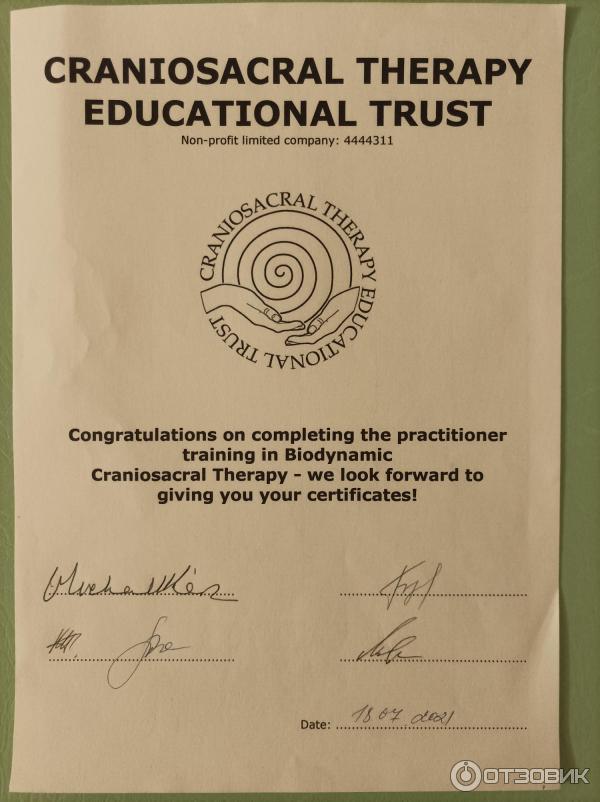 CRANIOSACRAL THERAPY
EDUCATIONAL TRUST
Non-profit limited company: 4444311
CRANIOSACRAL THERAPY EDUCATIONAL TRUST
Congratulations on completing the practitioner
training in Biodynamic
Craniosacral Therapy - we look forward to
giving you your certificates!
Date: 18.07 2021
ОТЗОВИК